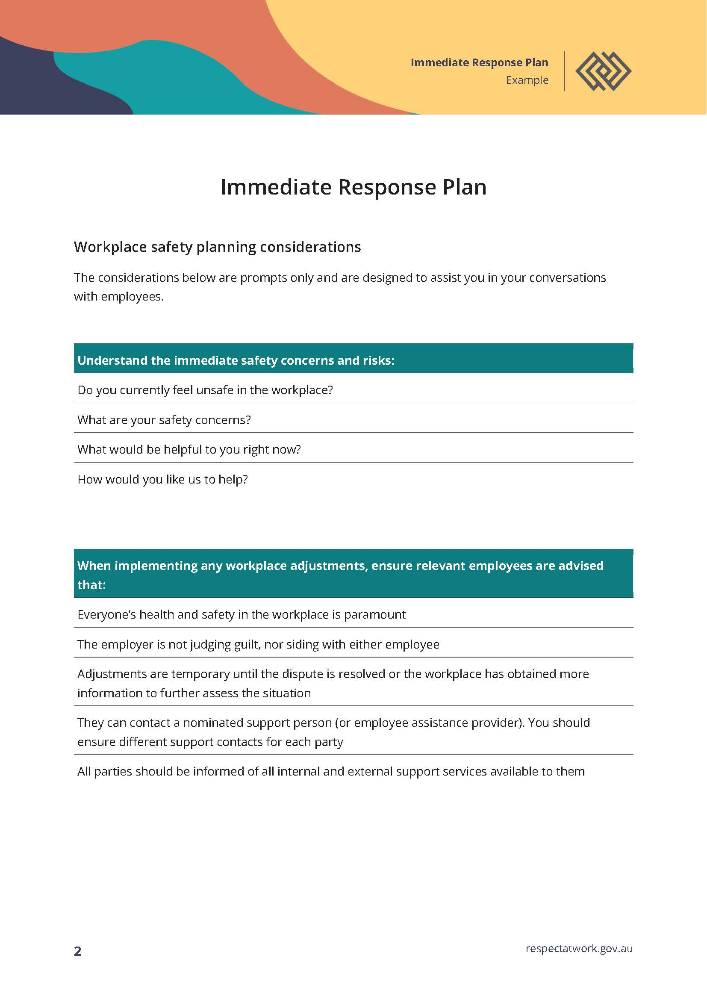 Immediate Response Plan
Example
Immediate Response Plan
Workplace safety planning considerations
The considerations below are prompts only and are designed to assist you in your conversations
with employees.
Understand the immediate safety concerns and risks:
Do you currently feel unsafe in the workplace?
What are your safety concerns?
What would be helpful to you right now?
How would you like us to help?
When implementing any workplace adjustments, ensure relevant employees are advised
that:
Everyone’s health and safety in the workplace is paramount
The employer is not judging guilt, nor siding with either employee
Adjustments are temporary until the dispute is resolved or the workplace has obtained more
information to further assess the situation
They can contact a nominated support person (or employee assistance provider). You should
ensure different support contacts for each party
All parties should be informed of all internal and external support services available to them
2
respectatwork.gov.au